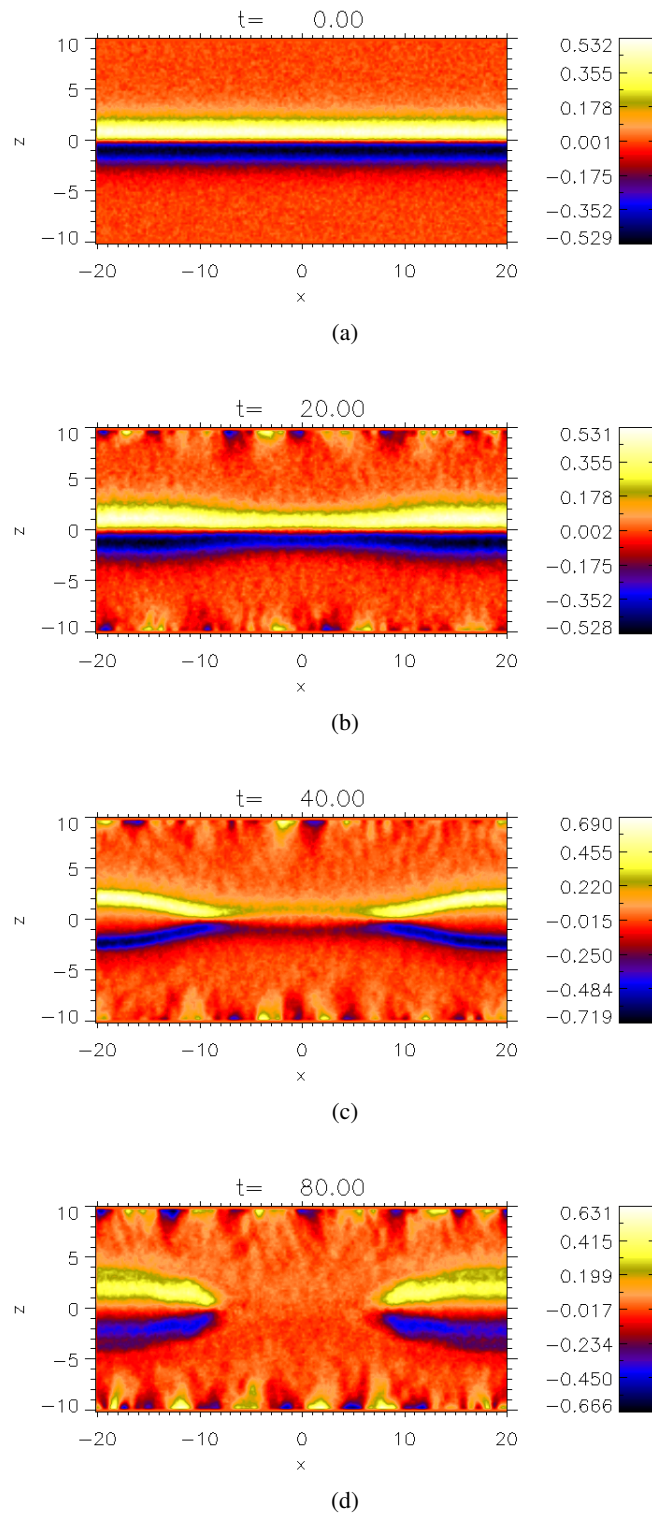 t= 0.00
10
5
0
−5
−10
z
−20 −10 0 10 20
x
0.532
0.355
0.178
0.001
−0.175
−0.352
−0.529
(a)
t= 20.00
10
5
0
−5
−10
z
−20 −10 0 10 20
x
0.531
0.355
0.178
0.002
−0.175
−0.352
−0.528
(b)
t= 40.00
10
5
0
−5
−10
z
−20 −10 0 10 20
x
0.690
0.455
0.220
−0.015
−0.250
−0.484
−0.719
(c)
t= 80.00
10
5
0
−5
−10
z
−20 −10 0 10 20
x
0.631
0.415
0.199
−0.017
−0.234
−0.450
−0.666
(d)